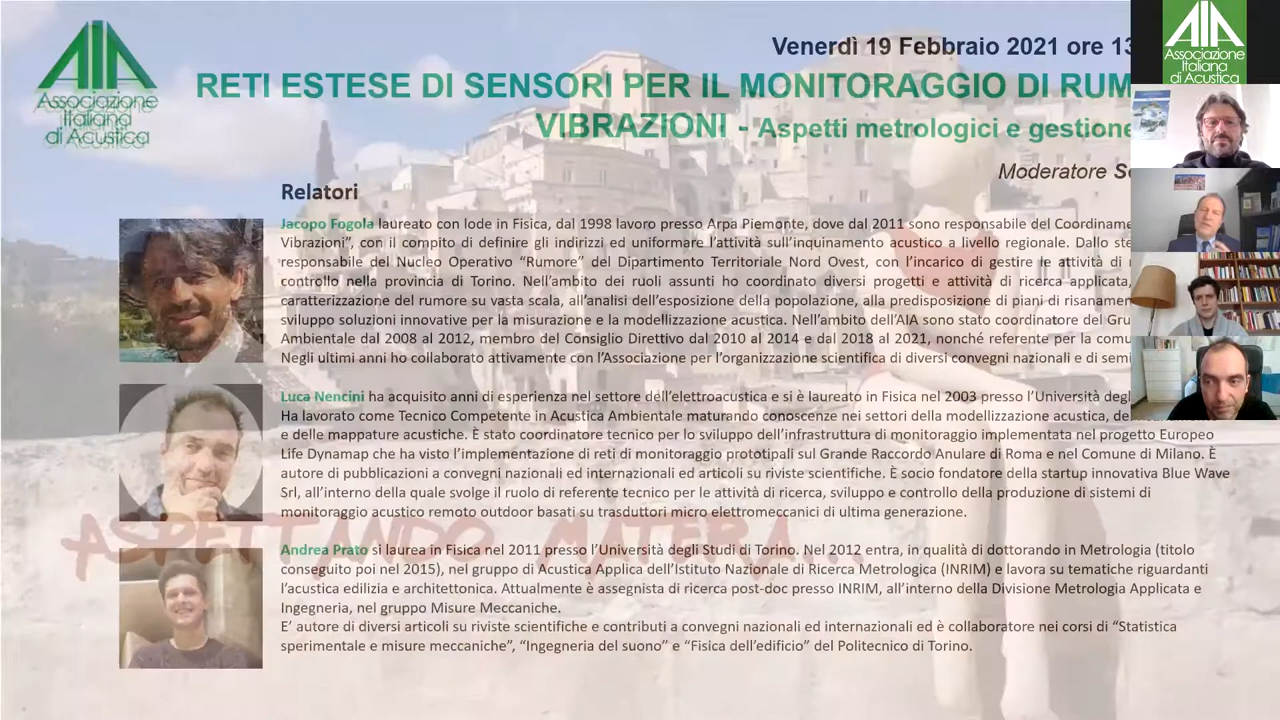 AIA
Associazione
Italiana
di Acustica
Venerdì 19 Febbraio 2021 ore 13
RETI ESTESE DI SENSORI PER IL MONITORAGGIO DI RUM
VIBRAZIONI - Aspetti metrologici e gestione
Moderatore
Relatori
Jacopo Fogola laureato con lode in Fisica, dal 1998 lavoro presso Arpa Piemonte, dove dal 2011 sono responsabile del Coordiname
Vibrazioni”, con il compito di definire gli indirizzi ed uniformare l’attività sull’inquinamento acustico a livello regionale. Dallo ste
responsabile del Nucleo Operativo “Rumore” del Dipartimento Territoriale Nord Ovest, con l’incarico di gestire le attività di
controllo nella provincia di Torino. Nell’ambito dei ruoli assunti ho coordinato diversi progetti e attività di ricerca applicata,
caratterizzazione del rumore su vasta scala, all’analisi dell’esposizione della popolazione, alla predisposizione di piani di risanamen
sviluppo soluzioni innovative per la misurazione e la modellizzazione acustica. Nell’ambito dell’AIA sono stato coordinatore del Gru
Ambientale dal 2008 al 2012, membro del Consiglio Direttivo dal 2010 al 2014 e dal 2018 al 2021, nonché referente per la comu
Negli ultimi anni ho collaborato attivamente con l’Associazione per l’organizzazione scientifica di diversi convegni nazionali e di semi
Luca Nencini ha acquisito anni di esperienza nel settore dell’elettroacustica e si è laureato in Fisica nel 2003 presso l’Università degl
Ha lavorato come Tecnico Competente in Acustica Ambientale maturando conoscenze nei settori della modellizzazione acustica, de
e delle mappature acustiche. È stato coordinatore tecnico per lo sviluppo dell’infrastruttura di monitoraggio implementata nel progetto Europeo
Life Dynamap che ha visto l’implementazione di reti di monitoraggio prototipali sul Grande Raccordo Anulare di Roma e nel Comune di Milano. È
autore di pubblicazioni a convegni nazionali ed internazionali ed articoli su riviste scientifiche. È socio fondatore della startup innovativa Blue Wave
Srl, all’interno della quale svolge il ruolo di referente tecnico per le attività di ricerca, sviluppo e controllo della produzione di sistemi di
monitoraggio acustico remoto outdoor basati su trasduttori micro elettromeccanici di ultima generazione.
ASPETTANDO MATERA...
Andrea Prato si laurea in Fisica nel 2011 presso l’Università degli Studi di Torino. Nel 2012 entra, in qualità di dottorando in Metrologia (titolo
conseguito poi nel 2015), nel gruppo di Acustica Applica dell’Istituto Nazionale di Ricerca Metrologica (INRIM) e lavora su tematiche riguardanti
l’acustica edilizia e architettonica. Attualmente è assegnista di ricerca post-doc presso INRIM, all’interno della Divisione Metrologia Applicata e
Ingegneria, nel gruppo Misure Meccaniche.
E’ autore di diversi articoli su riviste scientifiche e contributi a convegni nazionali ed internazionali ed è collaboratore nei corsi di “Statistica
sperimentale e misure meccaniche”, “Ingegneria del suono” e “Fisica dell’edificio” del Politecnico di Torino.
AIA
Associazione
Italiana
di Acustica